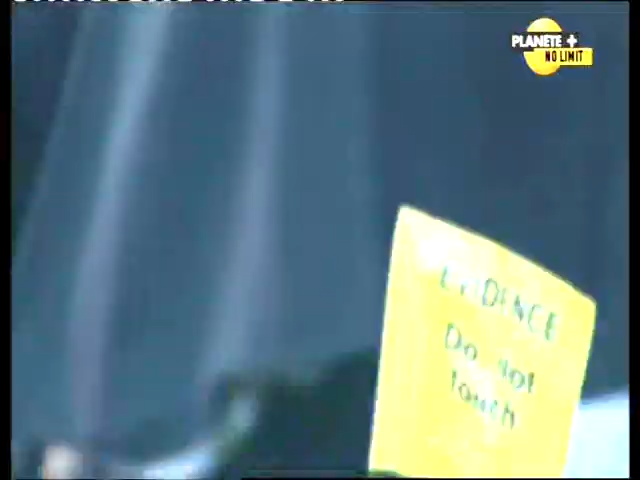 PLANETE +
NO LIMIT
EVIDENCE
Do not
touch